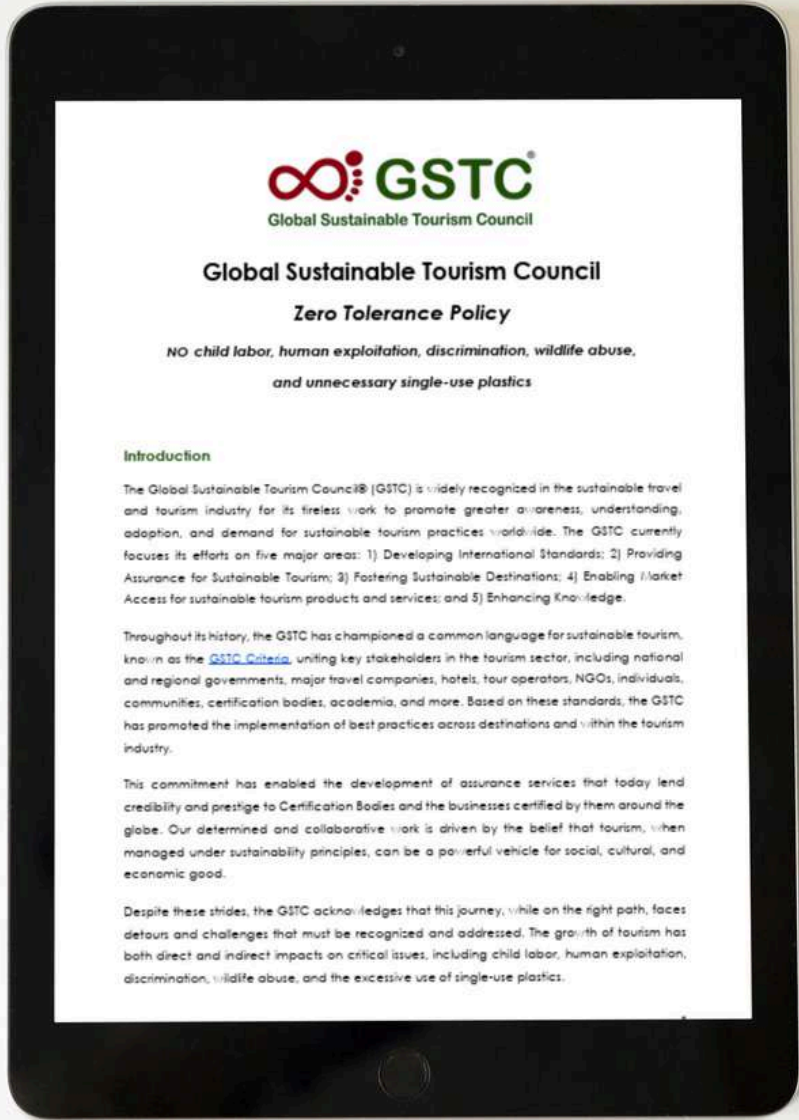 GSTC®
Global Sustainable Tourism Council
Global Sustainable Tourism Council
Zero Tolerance Policy
NO child labor, human exploitation, discrimination, wildlife abuse,
and unnecessary single-use plastics
Introduction
The Global Sustainable Tourism Council® (GSTC) is widely recognized in the sustainable travel
and tourism industry for its tireless work to promote greater awareness, understanding,
adoption, and demand for sustainable tourism practices worldwide. The GSTC currently
focuses its efforts on five major areas: 1) Developing International Standards; 2) Providing
Assurance for Sustainable Tourism; 3) Fostering Sustainable Destinations; 4) Enabling Market
Access for sustainable tourism products and services; and 5) Enhancing Knowledge.
Throughout its history, the GSTC has championed a common language for sustainable tourism,
known as the GSTC Criteria, uniting key stakeholders in the tourism sector, including national
and regional governments, major travel companies, hotels, tour operators, NGOs, individuals,
communities, certification bodies, academia, and more. Based on these standards, the GSTC
has promoted the implementation of best practices across destinations and within the tourism
industry.
This commitment has enabled the development of assurance services that today lend
credibility and prestige to Certification Bodies and the businesses certified by them around the
globe. Our determined and collaborative work is driven by the belief that tourism, when
managed under sustainability principles, can be a powerful vehicle for social, cultural, and
economic good.
Despite these strides, the GSTC acknowledges that this journey, while on the right path, faces
detours and challenges that must be recognized and addressed. The growth of tourism has
both direct and indirect impacts on critical issues, including child labor, human exploitation,
discrimination, wildlife abuse, and the excessive use of single-use plastics.